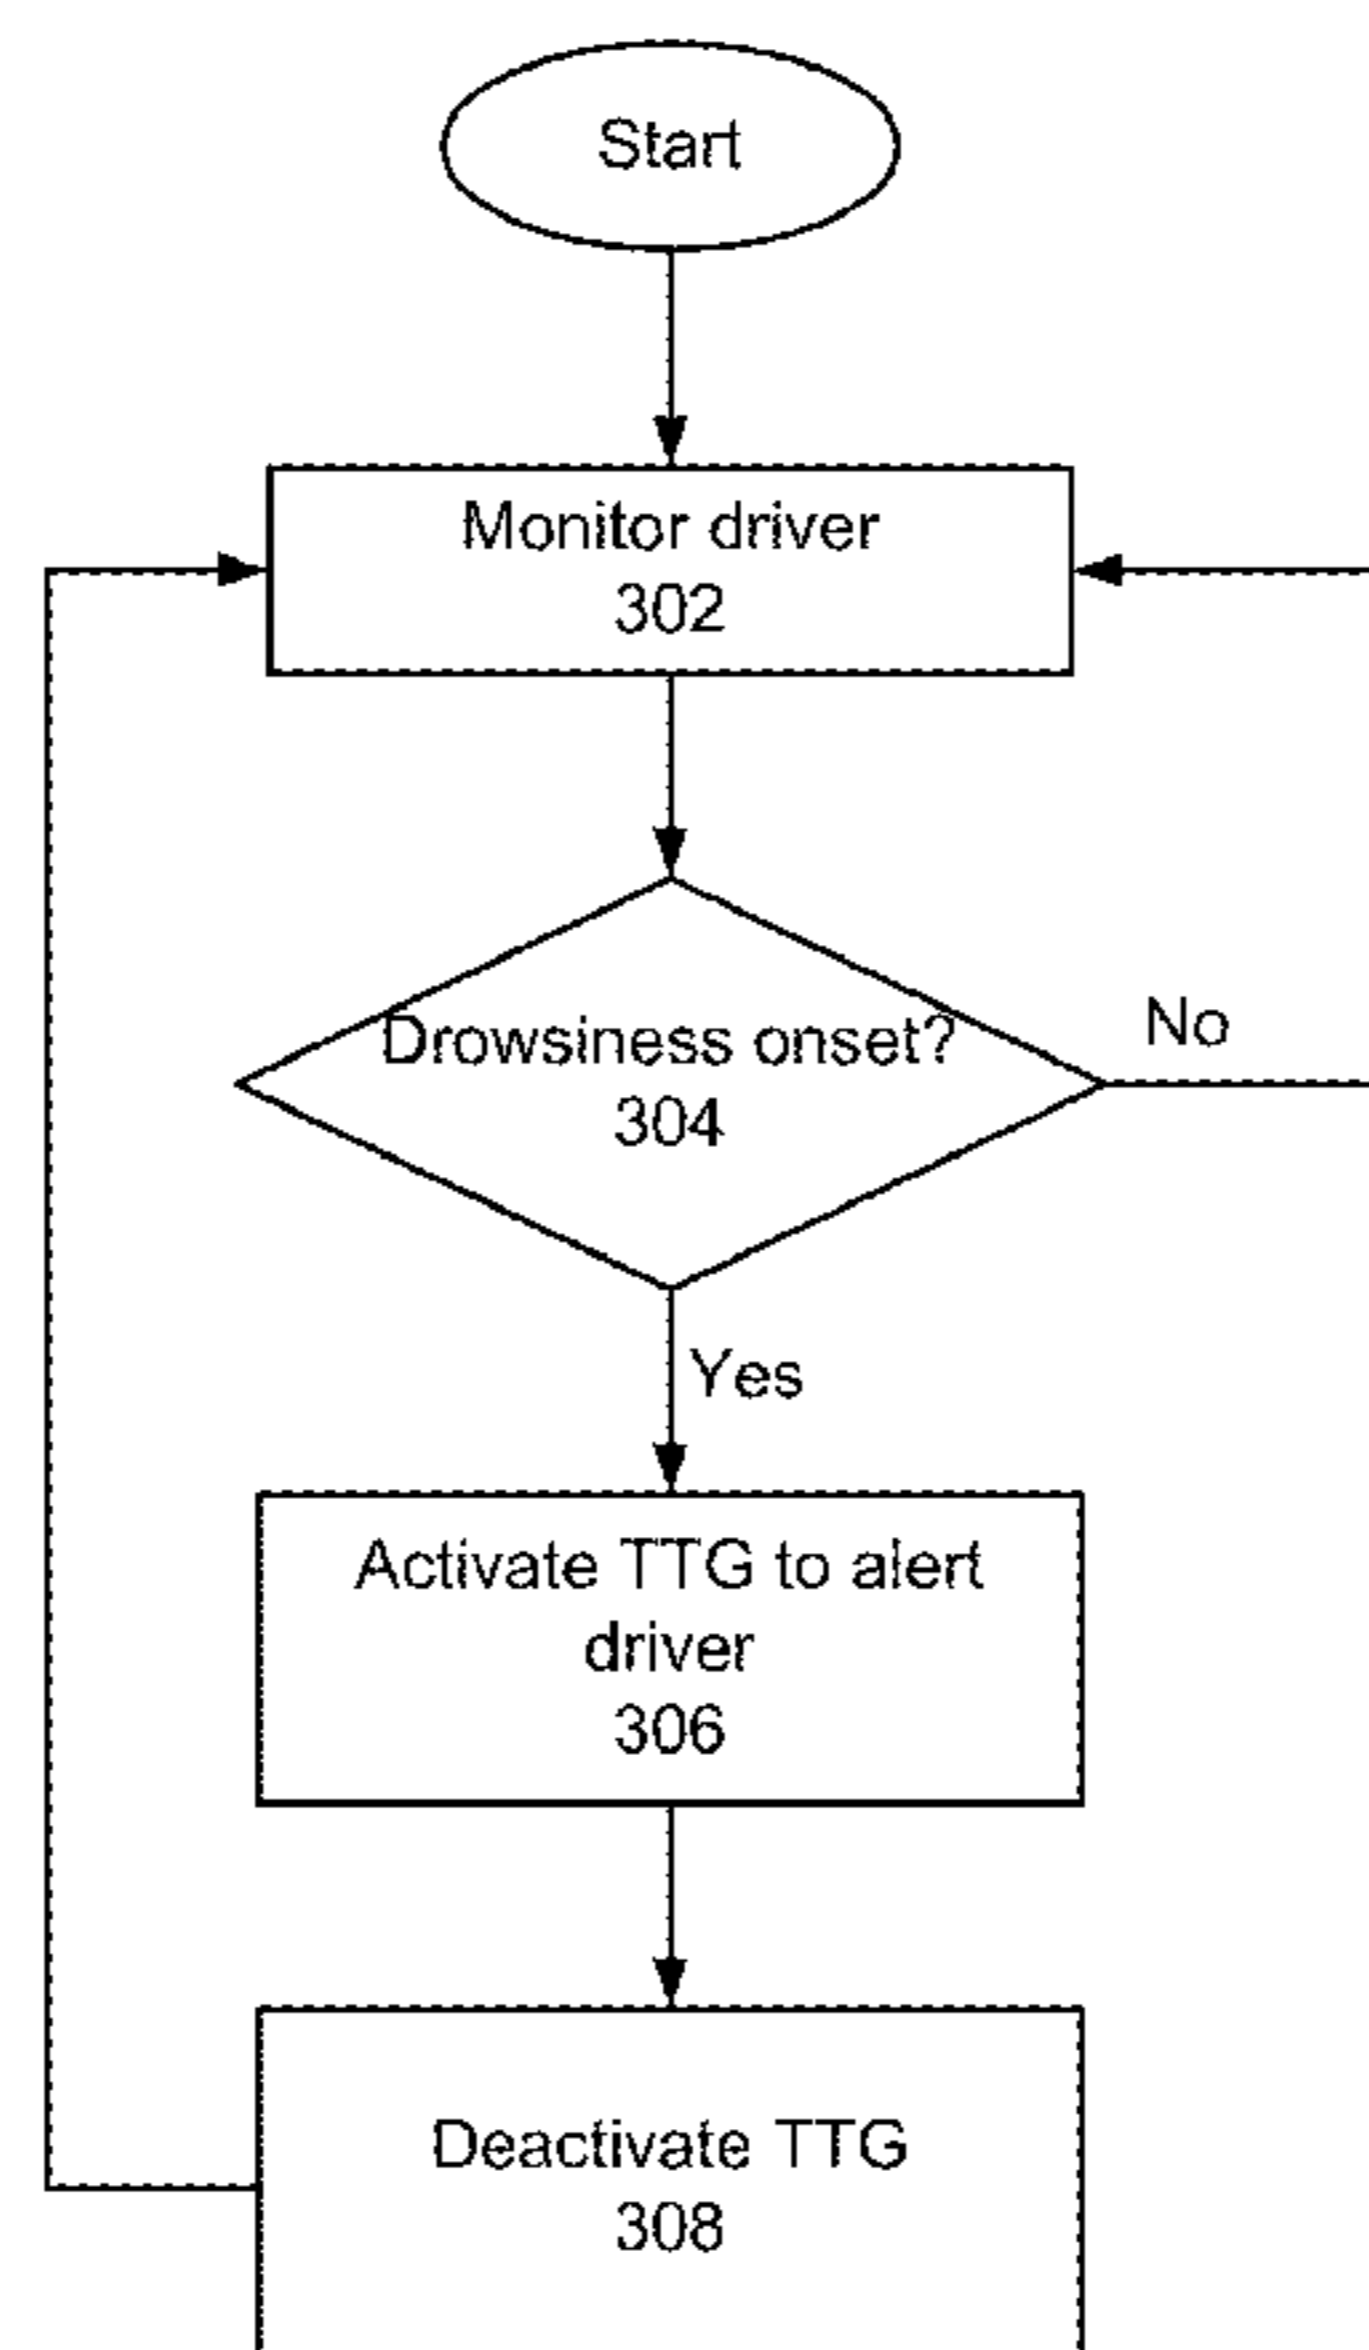 Start
Monitor driver
302
Drowsiness onset?
304
No
Yes
Activate TTG to alert
driver
306
Deactivate TTG
308